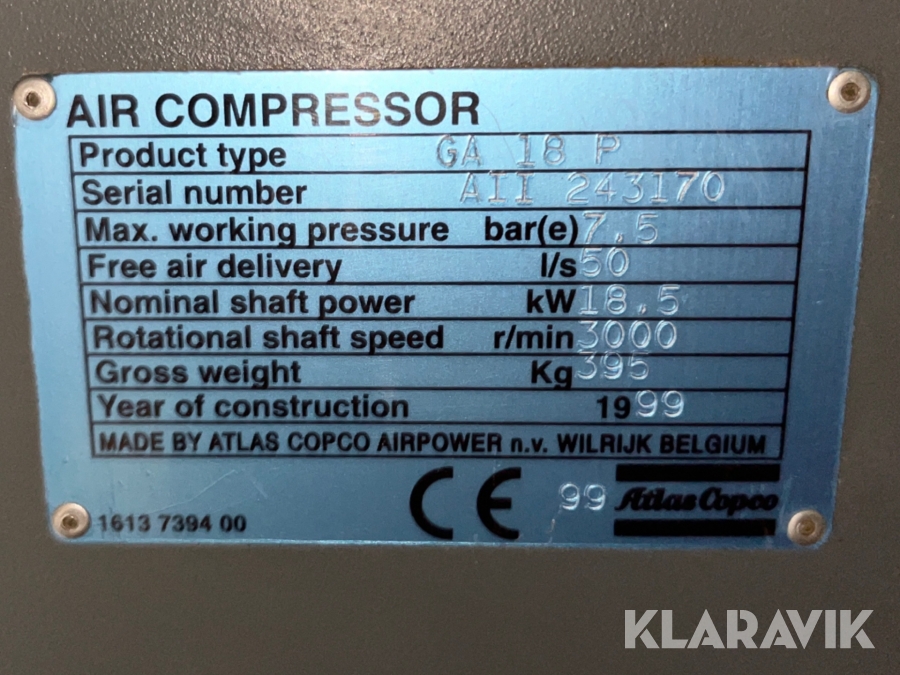 AIR COMPRESSOR
Product type GA 18 P
Serial number AII 243170
Max. working pressure bar(e) 7.5
Free air delivery l/s 50
Nominal shaft power kW 18.5
Rotational shaft speed r/min 3000
Gross weight Kg 395
Year of construction 1999
MADE BY ATLAS COPCO AIRPOWER n.v. WILRIJK BELGIUM
CE 99 Atlas Copco
1613 7394 00
KLARAVIK